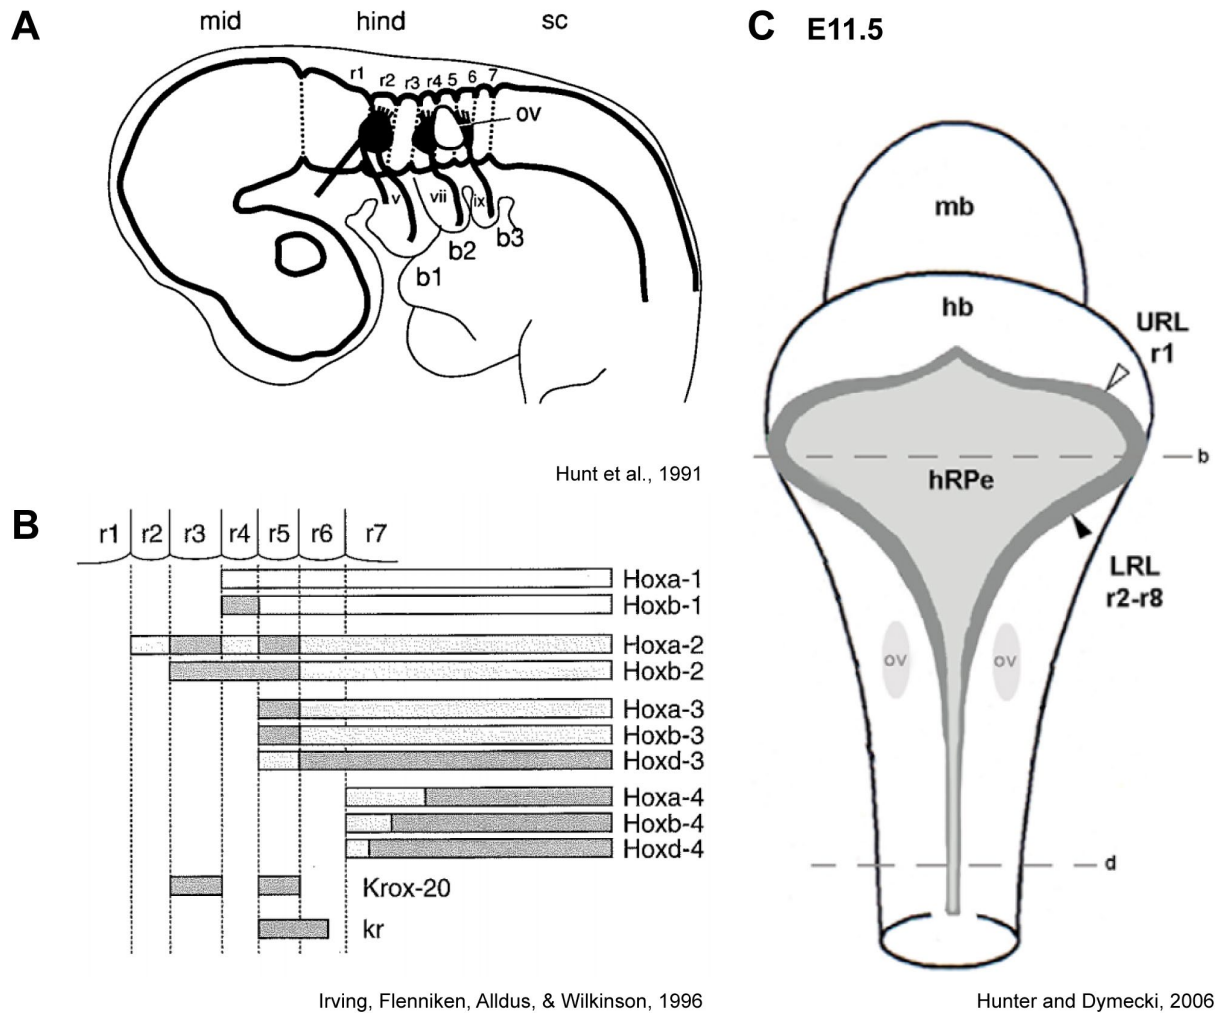 A
mid hind sc
r1 r2 r3 r4 5 6 7
ov
v vii ix
b1 b2 b3
Hunt et al., 1991
B
r1 r2 r3 r4 r5 r6 r7
Hoxa-1
Hoxb-1
Hoxa-2
Hoxb-2
Hoxa-3
Hoxb-3
Hoxd-3
Hoxa-4
Hoxb-4
Hoxd-4
Krox-20
kr
Irving, Flenniken, Alldus, & Wilkinson, 1996
C E11.5
mb
hb
URL
r1
b
hRPe
LRL
r2-r8
ov ov
d
Hunter and Dymecki, 2006